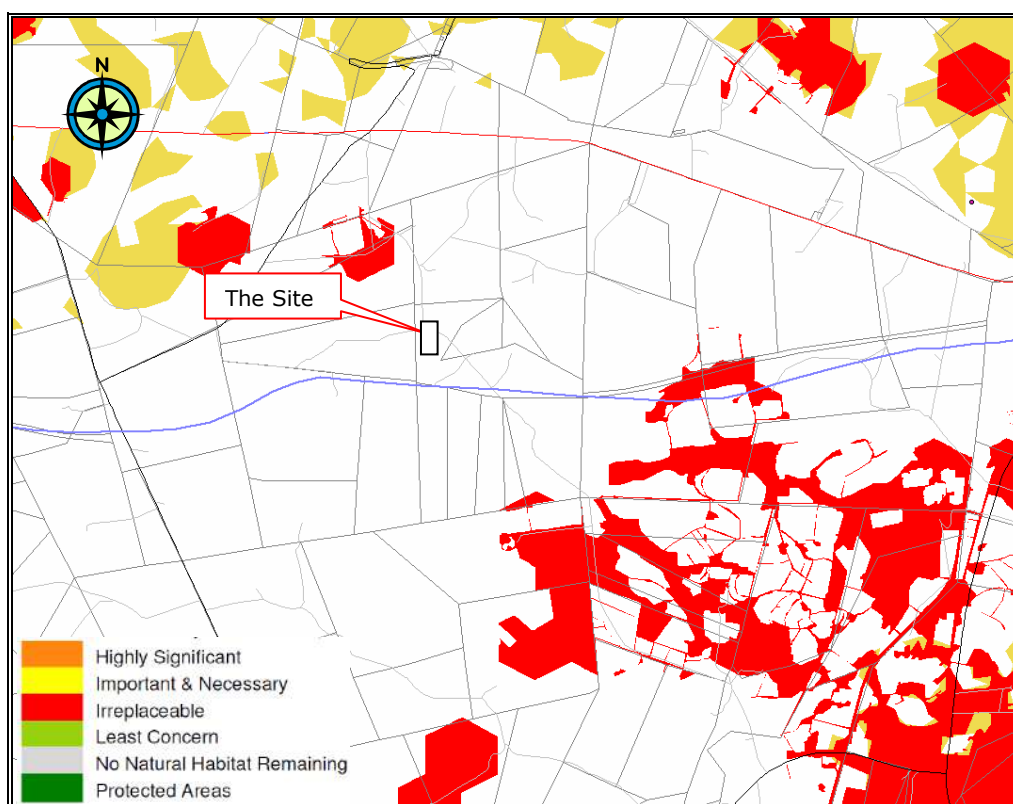 N
The Site
Highly Significant
Important & Necessary
Irreplaceable
Least Concern
No Natural Habitat Remaining
Protected Areas